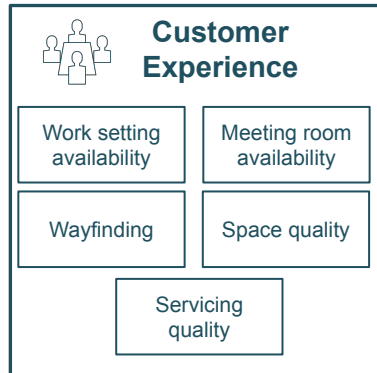 Customer
Experience
Work setting
availability
Meeting room
availability
Wayfinding
Space quality
Servicing
quality